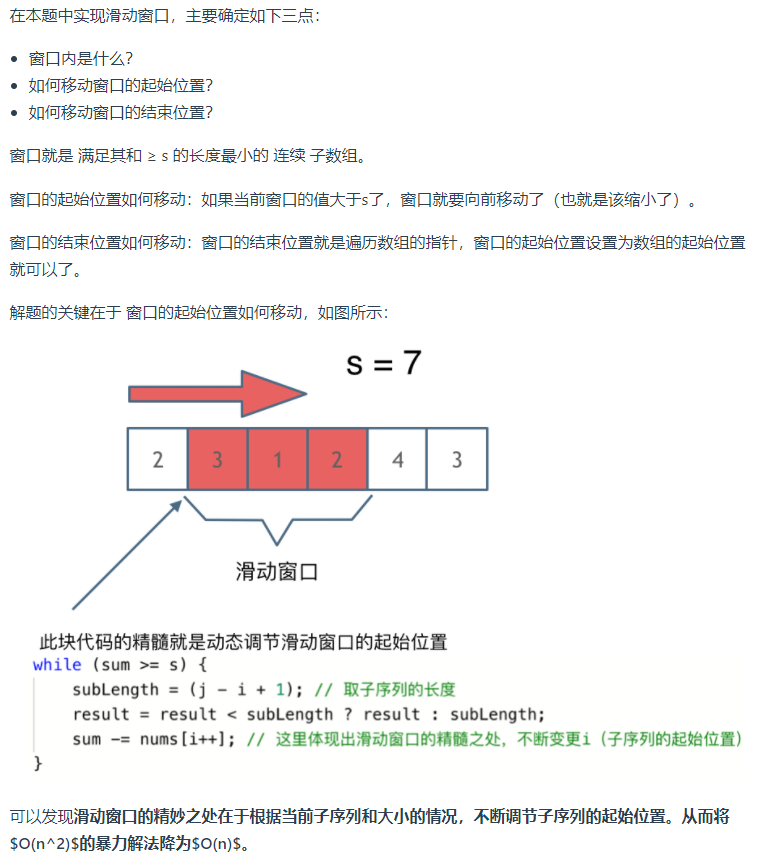 在本题中实现滑动窗口，主要确定如下三点：
窗口内是什么？
如何移动窗口的起始位置？
如何移动窗口的结束位置？
窗口就是 满足其和 ≥ s 的长度最小的 连续 子数组。
窗口的起始位置如何移动：如果当前窗口的值大于s了，窗口就要向前移动了（也就是该缩小了）。
窗口的结束位置如何移动：窗口的结束位置就是遍历数组的指针，窗口的起始位置设置为数组的起始位置
就可以了。
解题的关键在于 窗口的起始位置如何移动，如图所示：
s = 7
2 3 1 2 4 3
滑动窗口
此块代码的精髓就是动态调节滑动窗口的起始位置
while (sum >= s) {
subLength = (j - i + 1); // 取子序列的长度
result = result < subLength ? result : subLength;
sum -= nums[i++]; // 这里体现出滑动窗口的精髓之处，不断变更i（子序列的起始位置）
}
可以发现滑动窗口的精妙之处在于根据当前子序列和大小的情况，不断调节子序列的起始位置。从而将
$O(n^2)$的暴力解法降为$O(n)$。